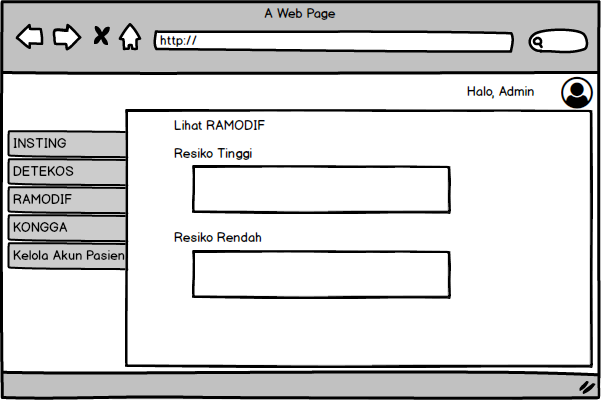 A Web Page
http://
Halo, Admin
Lihat RAMODIF
INSTING
Resiko Tinggi
DETEKOS
RAMODIF
KONGGA
Resiko Rendah
Kelola Akun Pasien